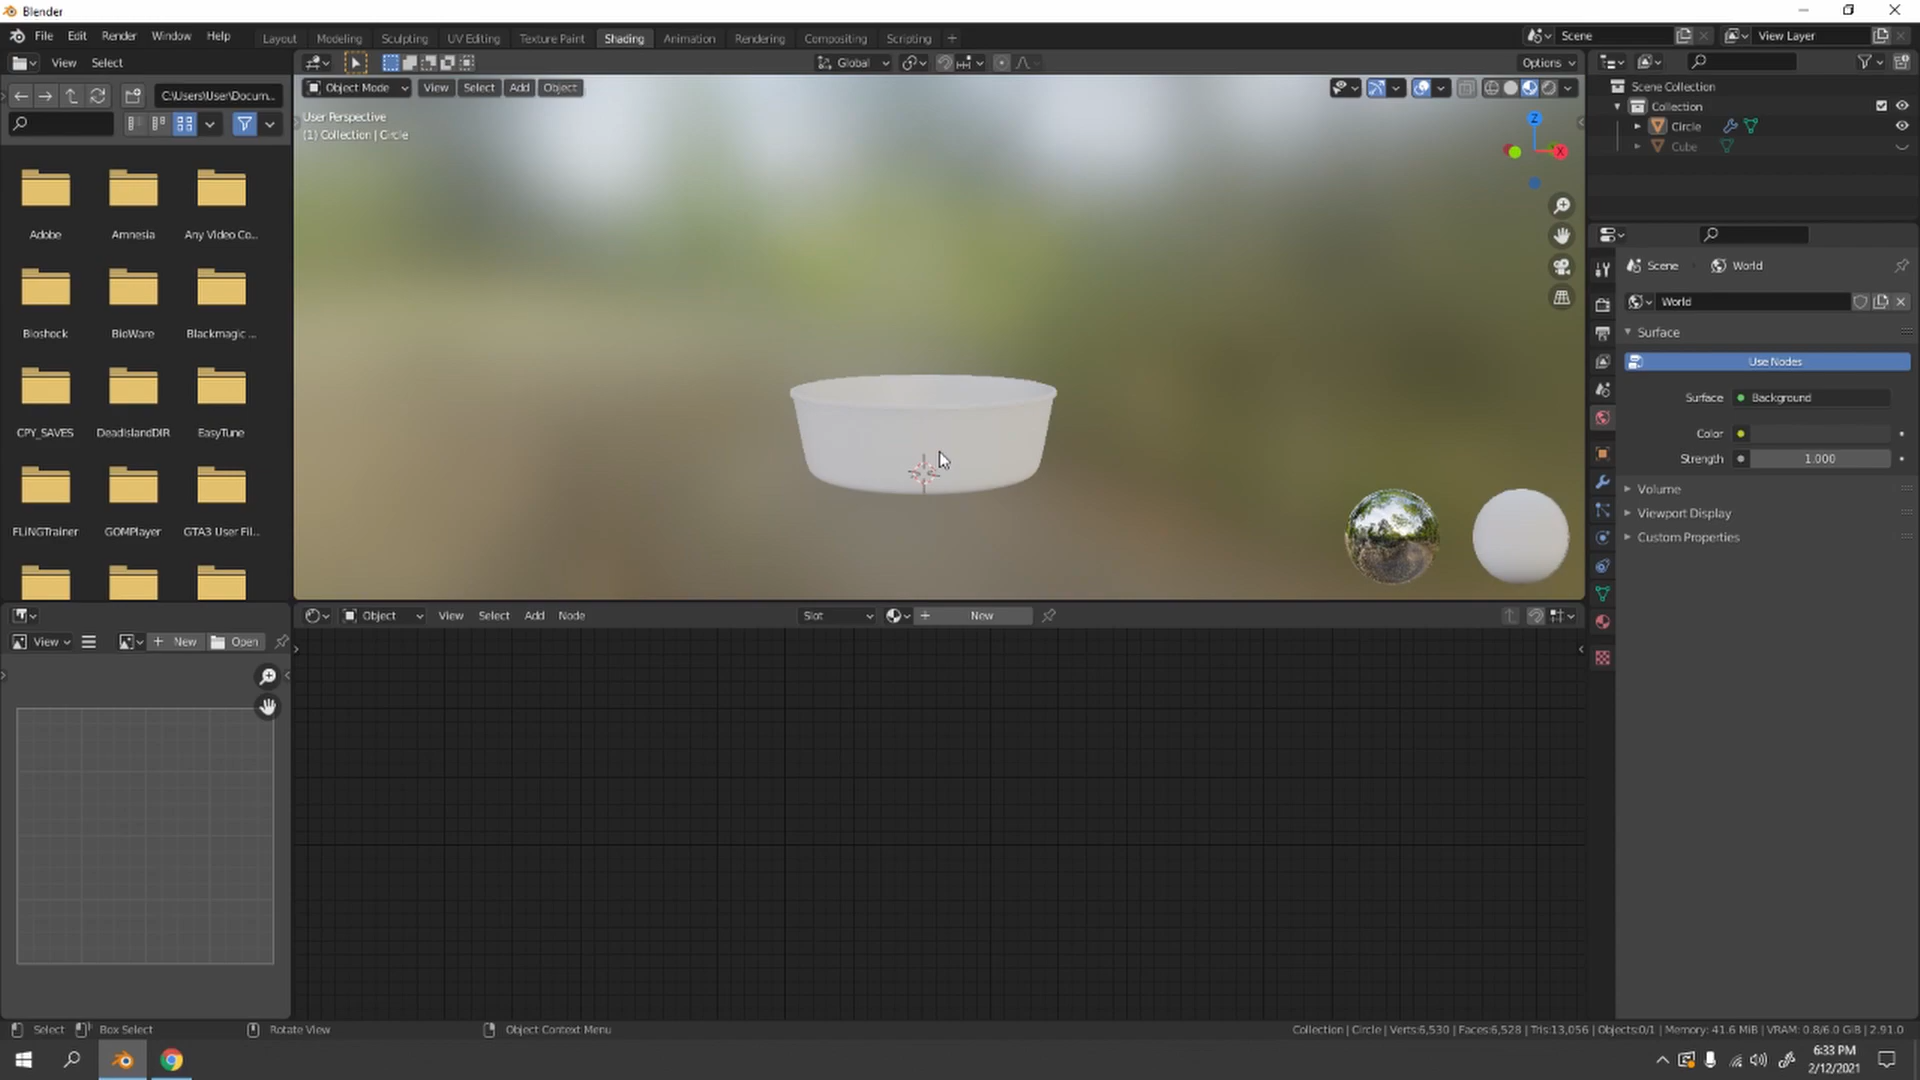 Blender
File Edit Render Window Help
Layout Modeling Sculpting UV Editing Texture Paint Shading Animation Rendering Compositing Scripting +
Scene
View Layer
View Select
Global
Options
C:\Users\User\Docum...
Object Mode View Select Add Object
User Perspective
(1) Collection | Circle
Z
X
Scene Collection
Collection
Circle
Cube
Adobe
Amnesia
Any Video Co...
Bioshock
BioWare
Blackmagic ...
CPY_SAVES
DeadIslandDIR
EasyTune
FLINGTrainer
GOMPlayer
GTA3 User Fil...
Scene
World
World
Surface
Use Nodes
Surface
Background
Color
Strength
1.000
Volume
Viewport Display
Custom Properties
Object View Select Add Node
Slot
New
View
New
Open
Select
Box Select
Rotate View
Object Context Menu
Collection | Circle | Verts:6,530 | Faces:6,528 | Tris:13,056 | Objects:0/1 | Memory: 41.6 MiB | VRAM: 0.8/6.0 GiB | 2.91.0
6:33 PM
2/12/2021